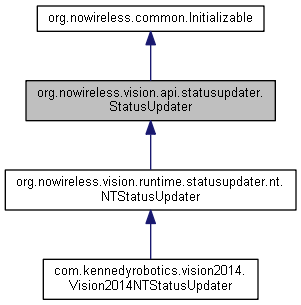 org.nowireless.common.Initializable
org.nowireless.vision.api.statusupdater.
StatusUpdater
org.nowireless.vision.runtime.statusupdater.nt.
NTStatusUpdater
com.kennedyrobotics.vision2014.
Vision2014NTStatusUpdater